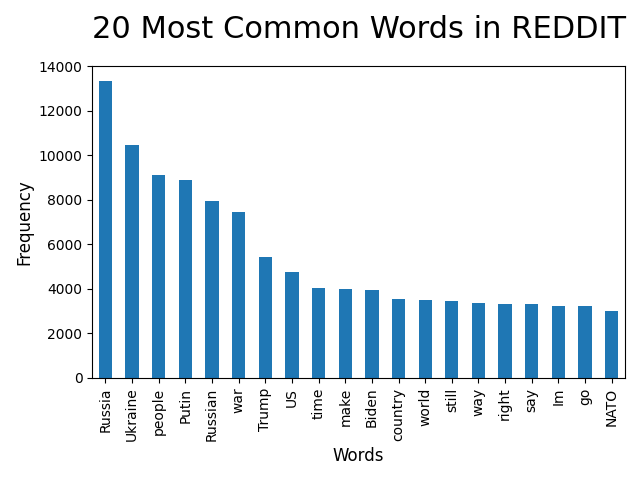 20 Most Common Words in REDDIT
14000
12000
10000
8000
6000
4000
2000
0
Frequency
Russia
Ukraine
people
Putin
Russian
war
Trump
US
time
make
Biden
country
world
still
way
right
say
Im
go
NATO
Words